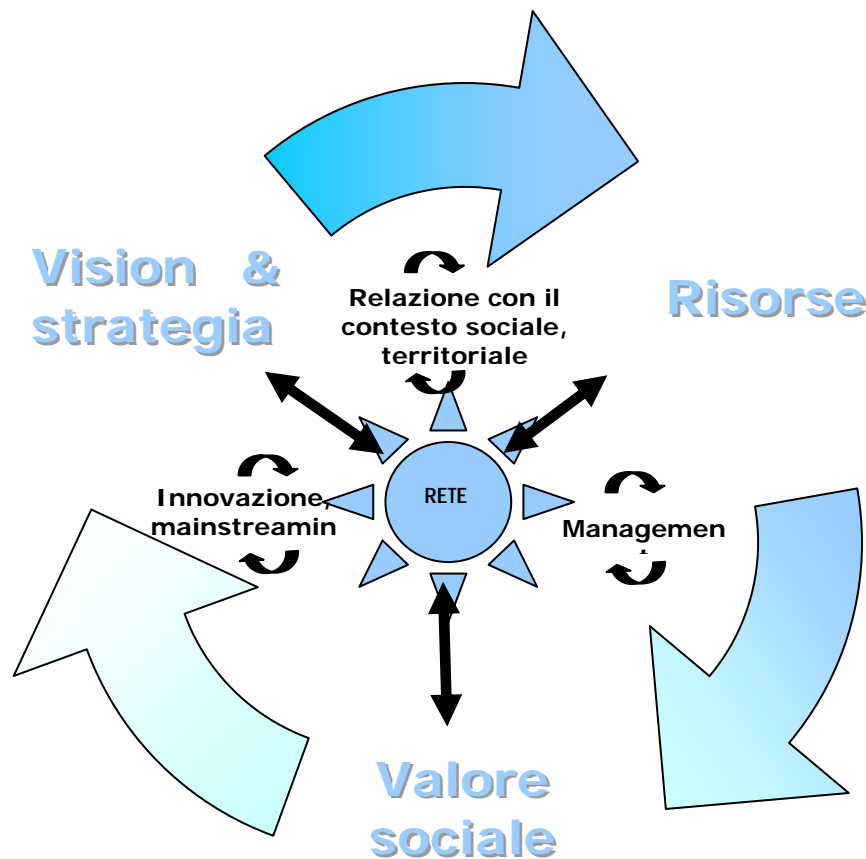 Vision &
strategia
Risorse
Relazione con il
contesto sociale,
territoriale
Innovazione,
mainstreamin
RETE
Managemen
Valore
sociale